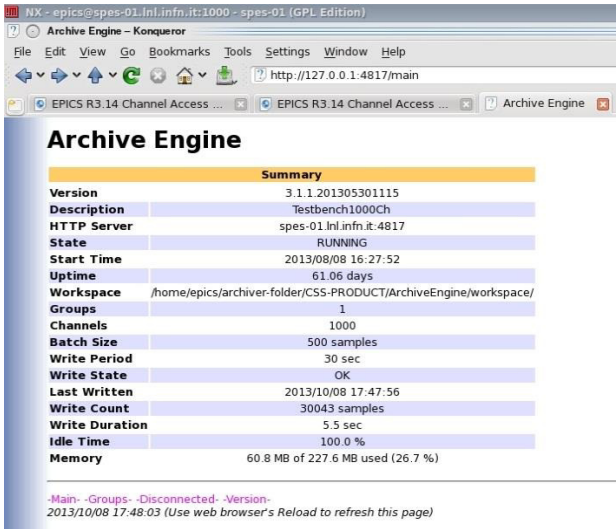 NX - epics@spes-01.lnl.infn.it:1000 - spes-01 (GPL Edition)
Archive Engine – Konqueror
File Edit View Go Bookmarks Tools Settings Window Help
http://127.0.0.1:4817/main
EPICS R3.14 Channel Access ... EPICS R3.14 Channel Access ... Archive Engine
Archive Engine
Summary
Version 3.1.1.201305301115
Description Testbench1000Ch
HTTP Server spes-01.lnl.infn.it:4817
State RUNNING
Start Time 2013/08/08 16:27:52
Uptime 61.06 days
Workspace /home/epics/archiver-folder/CSS-PRODUCT/ArchiveEngine/workspace/
Groups 1
Channels 1000
Batch Size 500 samples
Write Period 30 sec
Write State OK
Last Written 2013/10/08 17:47:56
Write Count 30043 samples
Write Duration 5.5 sec
Idle Time 100.0 %
Memory 60.8 MB of 227.6 MB used (26.7 %)
-Main- -Groups- -Disconnected- -Version-
2013/10/08 17:48:03 (Use web browser's Reload to refresh this page)